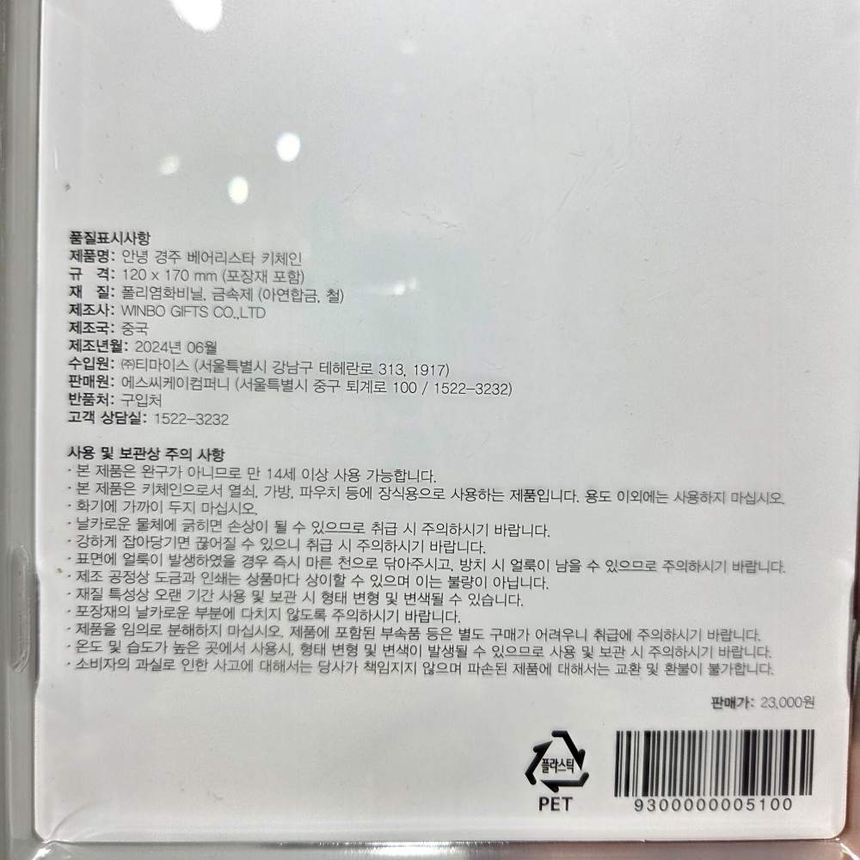 품질표시사항
제품명: 안녕 경주 베어리스타 키체인
규 격: 120 x 170 mm (포장재 포함)
재 질: 폴리염화비닐, 금속제 (아연합금, 철)
제조사: WINBO GIFTS CO.,LTD
제조국: 중국
제조년월: 2024년 06월
수입원: ㈜티마이스 (서울특별시 강남구 테헤란로 313, 1917)
판매원: 에스씨케이컴퍼니 (서울특별시 중구 퇴계로 100 / 1522-3232)
반품처: 구입처
고객 상담실: 1522-3232
사용 및 보관상 주의 사항
· 본 제품은 완구가 아니므로 만 14세 이상 사용 가능합니다.
· 본 제품은 키체인으로서 열쇠, 가방, 파우치 등에 장식용으로 사용하는 제품입니다. 용도 이외에는 사용하지 마십시오.
· 화기에 가까이 두지 마십시오.
· 날카로운 물체에 긁히면 손상이 될 수 있으므로 취급 시 주의하시기 바랍니다.
· 강하게 잡아당기면 끊어질 수 있으니 취급 시 주의하시기 바랍니다.
· 표면에 얼룩이 발생하였을 경우 즉시 마른 천으로 닦아주시고, 방치 시 얼룩이 남을 수 있으므로 주의하시기 바랍니다.
· 제조 공정상 도금과 인쇄는 상품마다 상이할 수 있으며 이는 불량이 아닙니다.
· 재질 특성상 오랜 기간 사용 및 보관 시 형태 변형 및 변색될 수 있습니다.
· 포장재의 날카로운 부분에 다치지 않도록 주의하시기 바랍니다.
· 제품을 임의로 분해하지 마십시오. 제품에 포함된 부속품 등은 별도 구매가 어려우니 취급에 주의하시기 바랍니다.
· 온도 및 습도가 높은 곳에서 사용시, 형태 변형 및 변색이 발생될 수 있으므로 사용 및 보관 시 주의하시기 바랍니다.
· 소비자의 과실로 인한 사고에 대해서는 당사가 책임지지 않으며 파손된 제품에 대해서는 교환 및 환불이 불가합니다.
판매가: 23,000원
플라스틱
PET
9300000005100